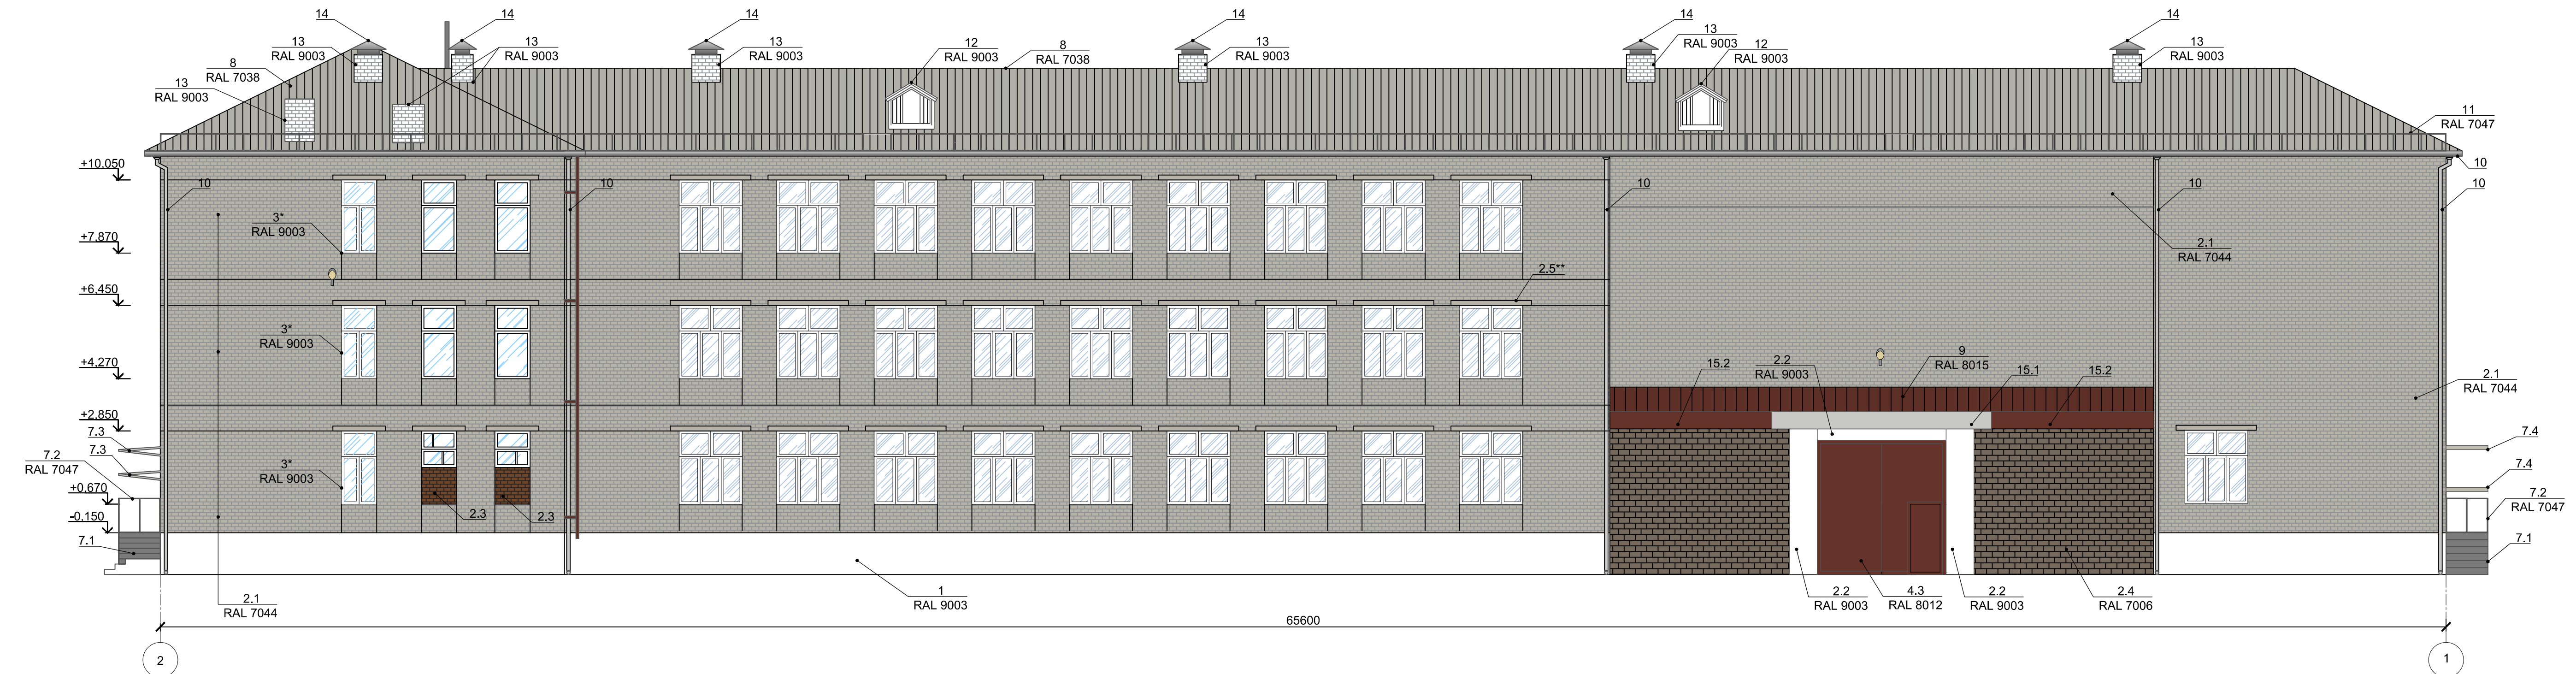 14
14
14
14
14
14
13
RAL 9003
13
RAL 9003
13
RAL 9003
12
RAL 9003
8
RAL 7038
13
RAL 9003
13
RAL 9003
12
RAL 9003
13
RAL 9003
8
RAL 7038
13
RAL 9003
11
RAL 7047
+10.050
10
10
10
10
10
10
3*
RAL 9003
+7.870
2.1
RAL 7044
+6.450
2.5**
3*
RAL 9003
+4.270
15.2
2.2
RAL 9003
9
RAL 8015
15.1
15.2
2.1
RAL 7044
+2.850
7.3
7.3
7.2
RAL 7047
3*
RAL 9003
7.4
7.4
+0.670
2.3
2.3
7.2
RAL 7047
-0.150
7.1
7.1
2.1
RAL 7044
1
RAL 9003
2.2
RAL 9003
4.3
RAL 8012
2.2
RAL 9003
2.4
RAL 7006
65600
2
1